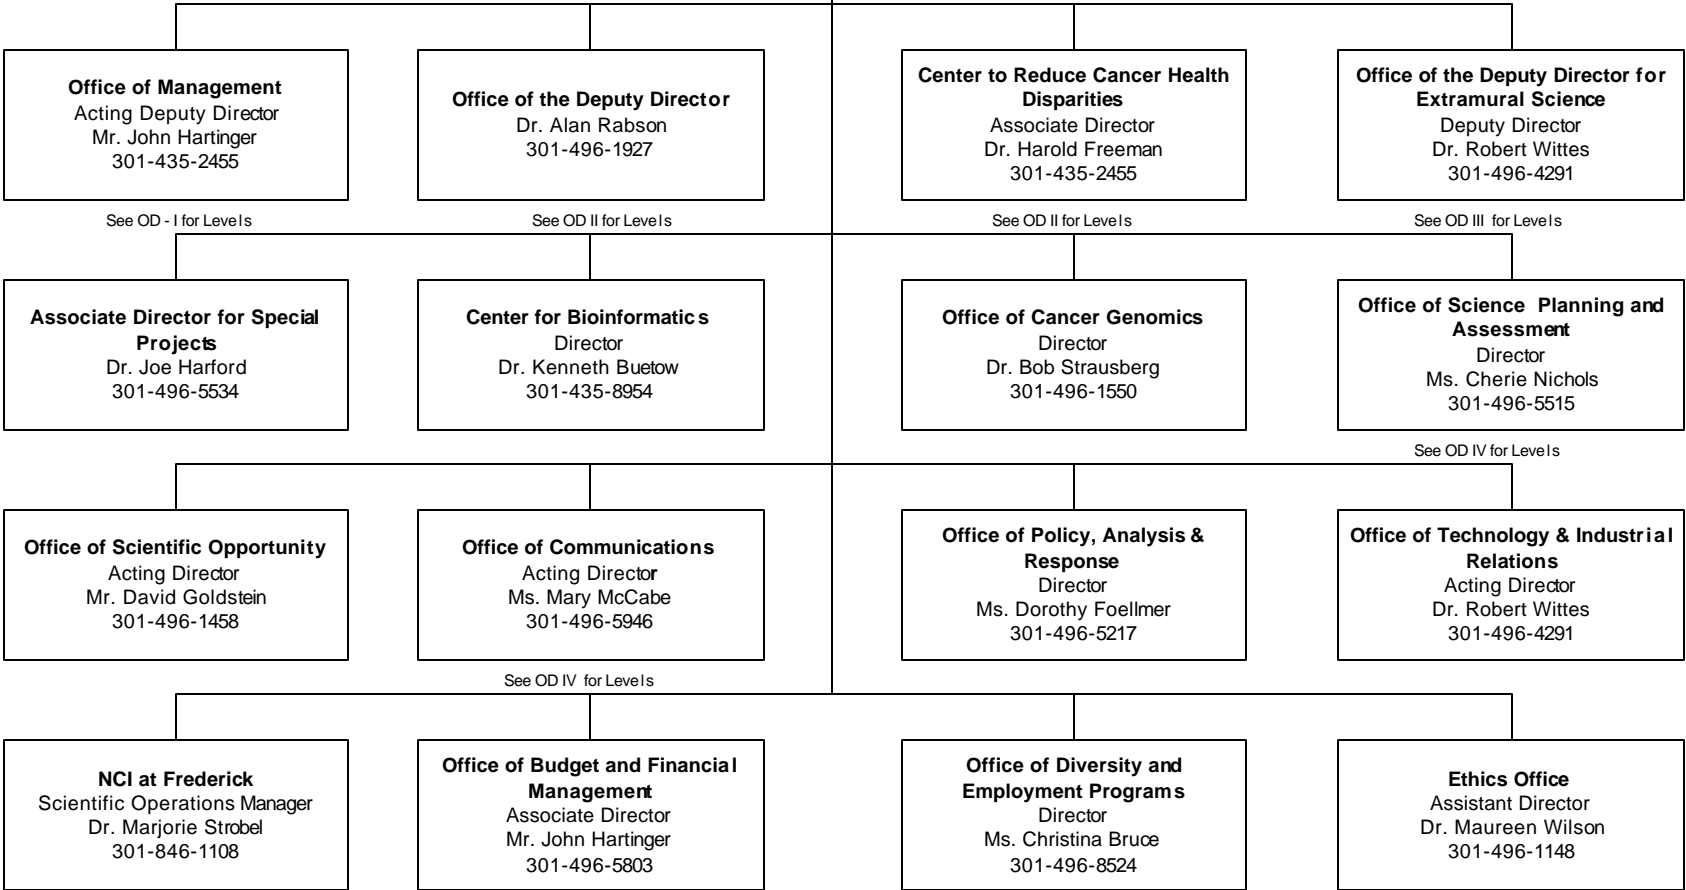 Office of Management
Acting Deputy Director
Mr. John Hartinger
301-435-2455
See OD - I for Levels
Office of the Deputy Director
Dr. Alan Rabson
301-496-1927
See OD II for Levels
Center to Reduce Cancer Health
Disparities
Associate Director
Dr. Harold Freeman
301-435-2455
See OD II for Levels
Office of the Deputy Director for
Extramural Science
Deputy Director
Dr. Robert Wittes
301-496-4291
See OD III for Levels
Associate Director for Special
Projects
Dr. Joe Harford
301-496-5534
Center for Bioinformatics
Director
Dr. Kenneth Buetow
301-435-8954
Office of Cancer Genomics
Director
Dr. Bob Strausberg
301-496-1550
Office of Science Planning and
Assessment
Director
Ms. Cherie Nichols
301-496-5515
See OD IV for Levels
Office of Scientific Opportunity
Acting Director
Mr. David Goldstein
301-496-1458
Office of Communications
Acting Director
Ms. Mary McCabe
301-496-5946
See OD IV for Levels
Office of Policy, Analysis &
Response
Director
Ms. Dorothy Foellmer
301-496-5217
Office of Technology & Industrial
Relations
Acting Director
Dr. Robert Wittes
301-496-4291
NCI at Frederick
Scientific Operations Manager
Dr. Marjorie Strobel
301-846-1108
Office of Budget and Financial
Management
Associate Director
Mr. John Hartinger
301-496-5803
Office of Diversity and
Employment Programs
Director
Ms. Christina Bruce
301-496-8524
Ethics Office
Assistant Director
Dr. Maureen Wilson
301-496-1148